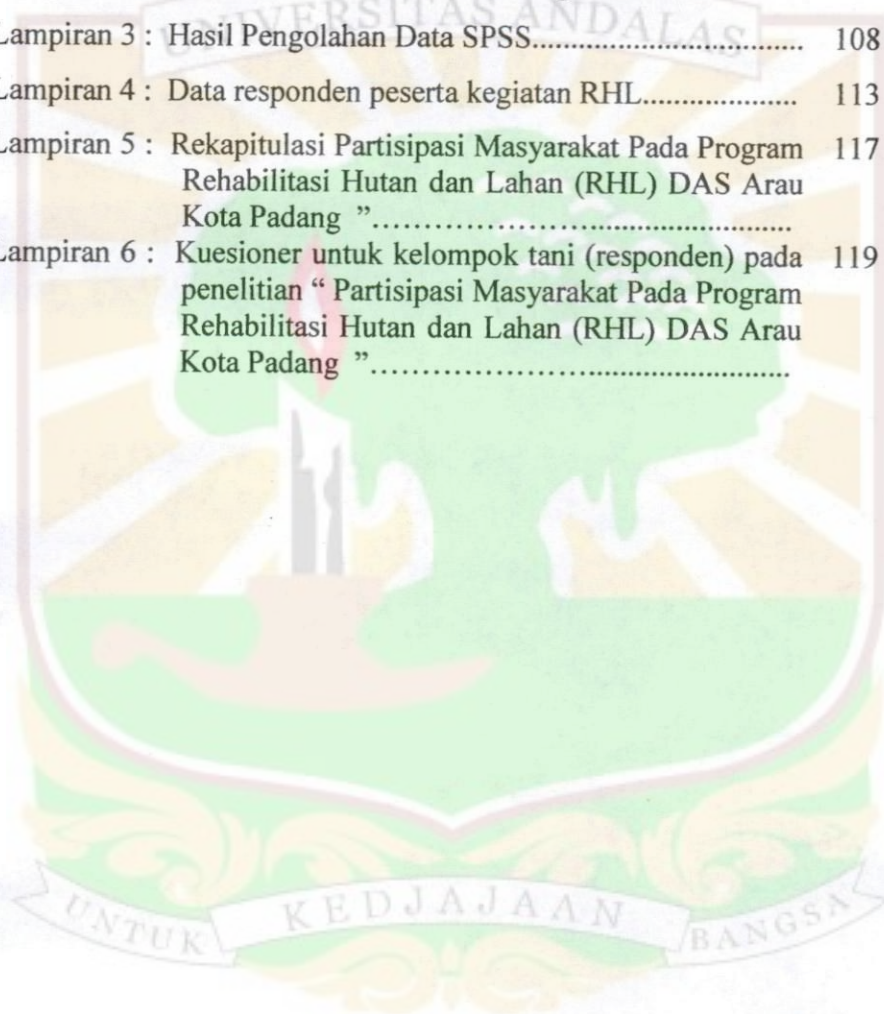 UNIVERSITAS ANDALAS
Lampiran 3 : Hasil Pengolahan Data SPSS.................................. 108
Lampiran 4 : Data responden peserta kegiatan RHL.................... 113
Lampiran 5 : Rekapitulasi Partisipasi Masyarakat Pada Program 117
Rehabilitasi Hutan dan Lahan (RHL) DAS Arau
Kota Padang ”................................................
Lampiran 6 : Kuesioner untuk kelompok tani (responden) pada 119
penelitian “ Partisipasi Masyarakat Pada Program
Rehabilitasi Hutan dan Lahan (RHL) DAS Arau
Kota Padang ”................................................
UNTUK KEDJAJAAN BANGSA